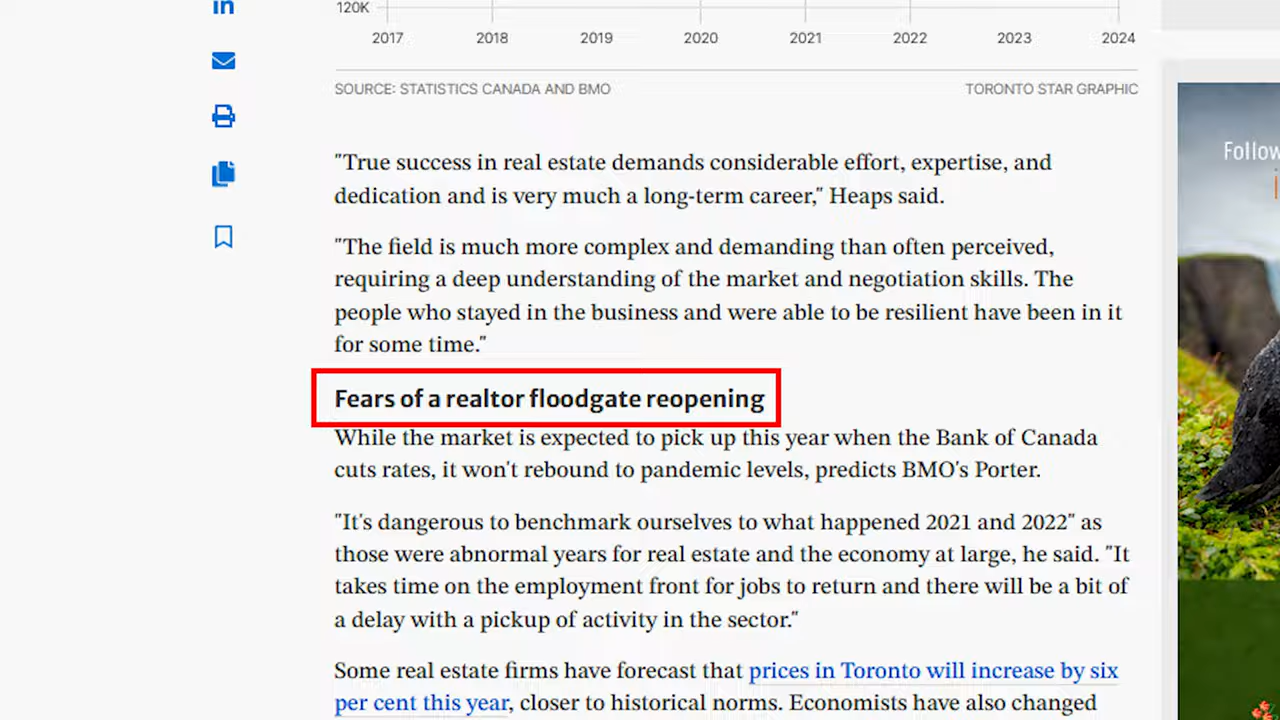 120K
2017 2018 2019 2020 2021 2022 2023 2024
SOURCE: STATISTICS CANADA AND BMO
TORONTO STAR GRAPHIC
"True success in real estate demands considerable effort, expertise, and
dedication and is very much a long-term career," Heaps said.
"The field is much more complex and demanding than often perceived,
requiring a deep understanding of the market and negotiation skills. The
people who stayed in the business and were able to be resilient have been in it
for some time."
Fears of a realtor floodgate reopening
While the market is expected to pick up this year when the Bank of Canada
cuts rates, it won't rebound to pandemic levels, predicts BMO's Porter.
"It's dangerous to benchmark ourselves to what happened 2021 and 2022" as
those were abnormal years for real estate and the economy at large, he said. "It
takes time on the employment front for jobs to return and there will be a bit of
a delay with a pickup of activity in the sector."
Some real estate firms have forecast that prices in Toronto will increase by six
per cent this year, closer to historical norms. Economists have also changed
in
Follow